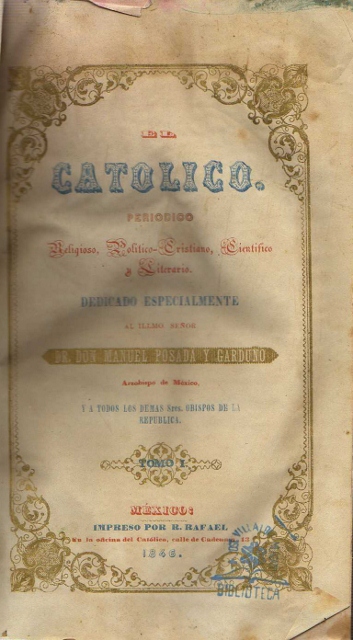 EL
CATOLICO.
PERIODICO
Religioso, Politico-Cristiano, Cientifico
y Literario.
DEDICADO ESPECIALMENTE
AL ILLMO. SEÑOR
DR. DON MANUEL POSADA Y GARDUÑO
Arzobispo de México,
Y A TODOS LOS DEMAS Sres. OBISPOS DE LA
REPUBLICA.
TOMO I.
MÉXICO:
IMPRESO POR R. RAFAEL
En la oficina del Católico, calle de Cadena n. 13
1846.
BIBLIOTECA